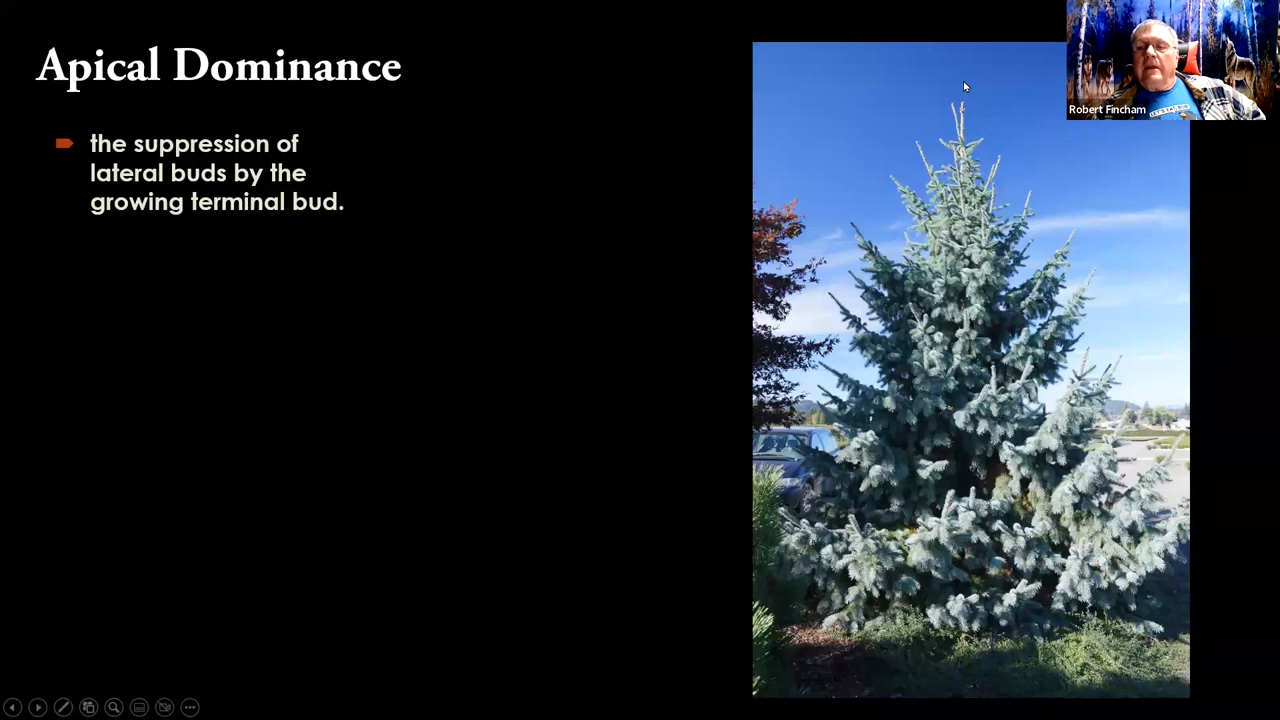 Apical Dominance
the suppression of
lateral buds by the
growing terminal bud.
Robert Fincham